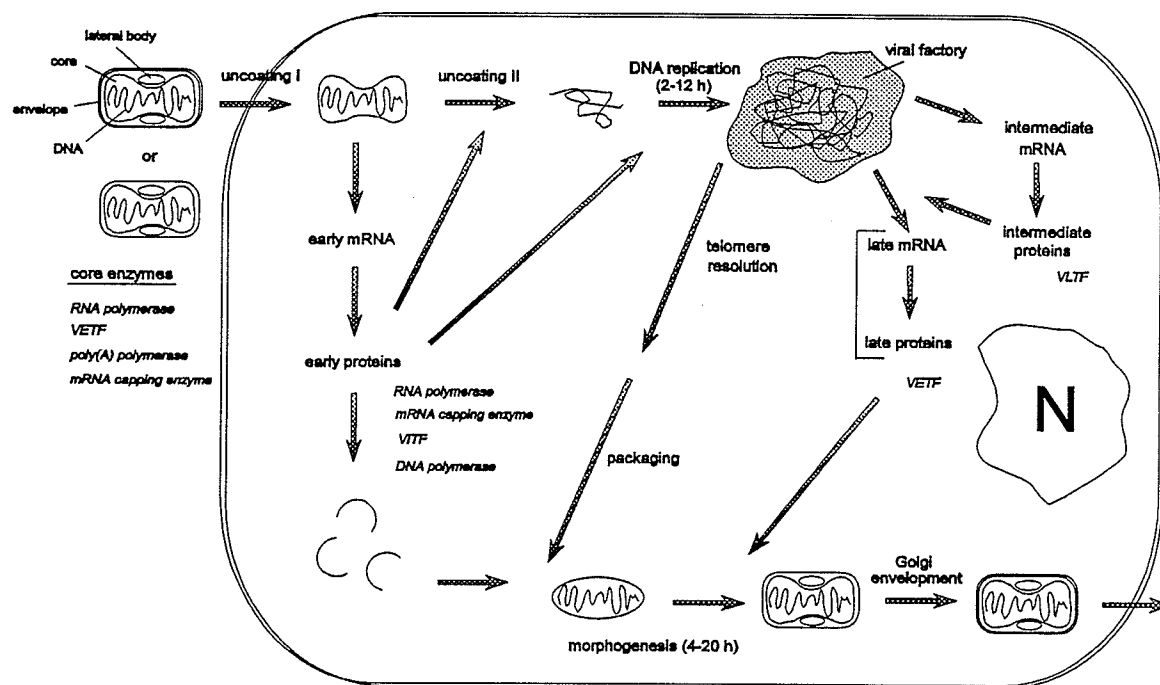 lateral body
core
envelope
DNA
or
core enzymes
RNA polymerase
VETF
poly(A) polymerase
mRNA capping enzyme
uncoating I
uncoating II
DNA replication
(2-12 h)
viral factory
intermediate
mRNA
intermediate
proteins
VLTF
early mRNA
early proteins
RNA polymerase
mRNA capping enzyme
VITF
DNA polymerase
telomere
resolution
late mRNA
late proteins
VETF
N
packaging
Golgi
envelopment
morphogenesis (4-20 h)